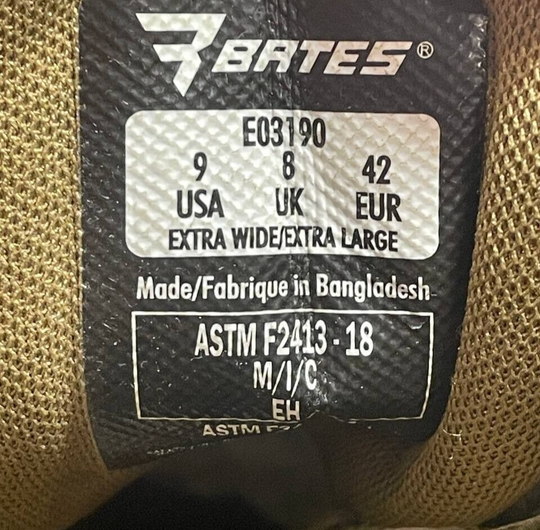 BATES®
E03190
9 8 42
USA UK EUR
EXTRA WIDE/EXTRA LARGE
Made/Fabrique in Bangladesh
ASTM F2413-18
M/I/C
EH
ASTM